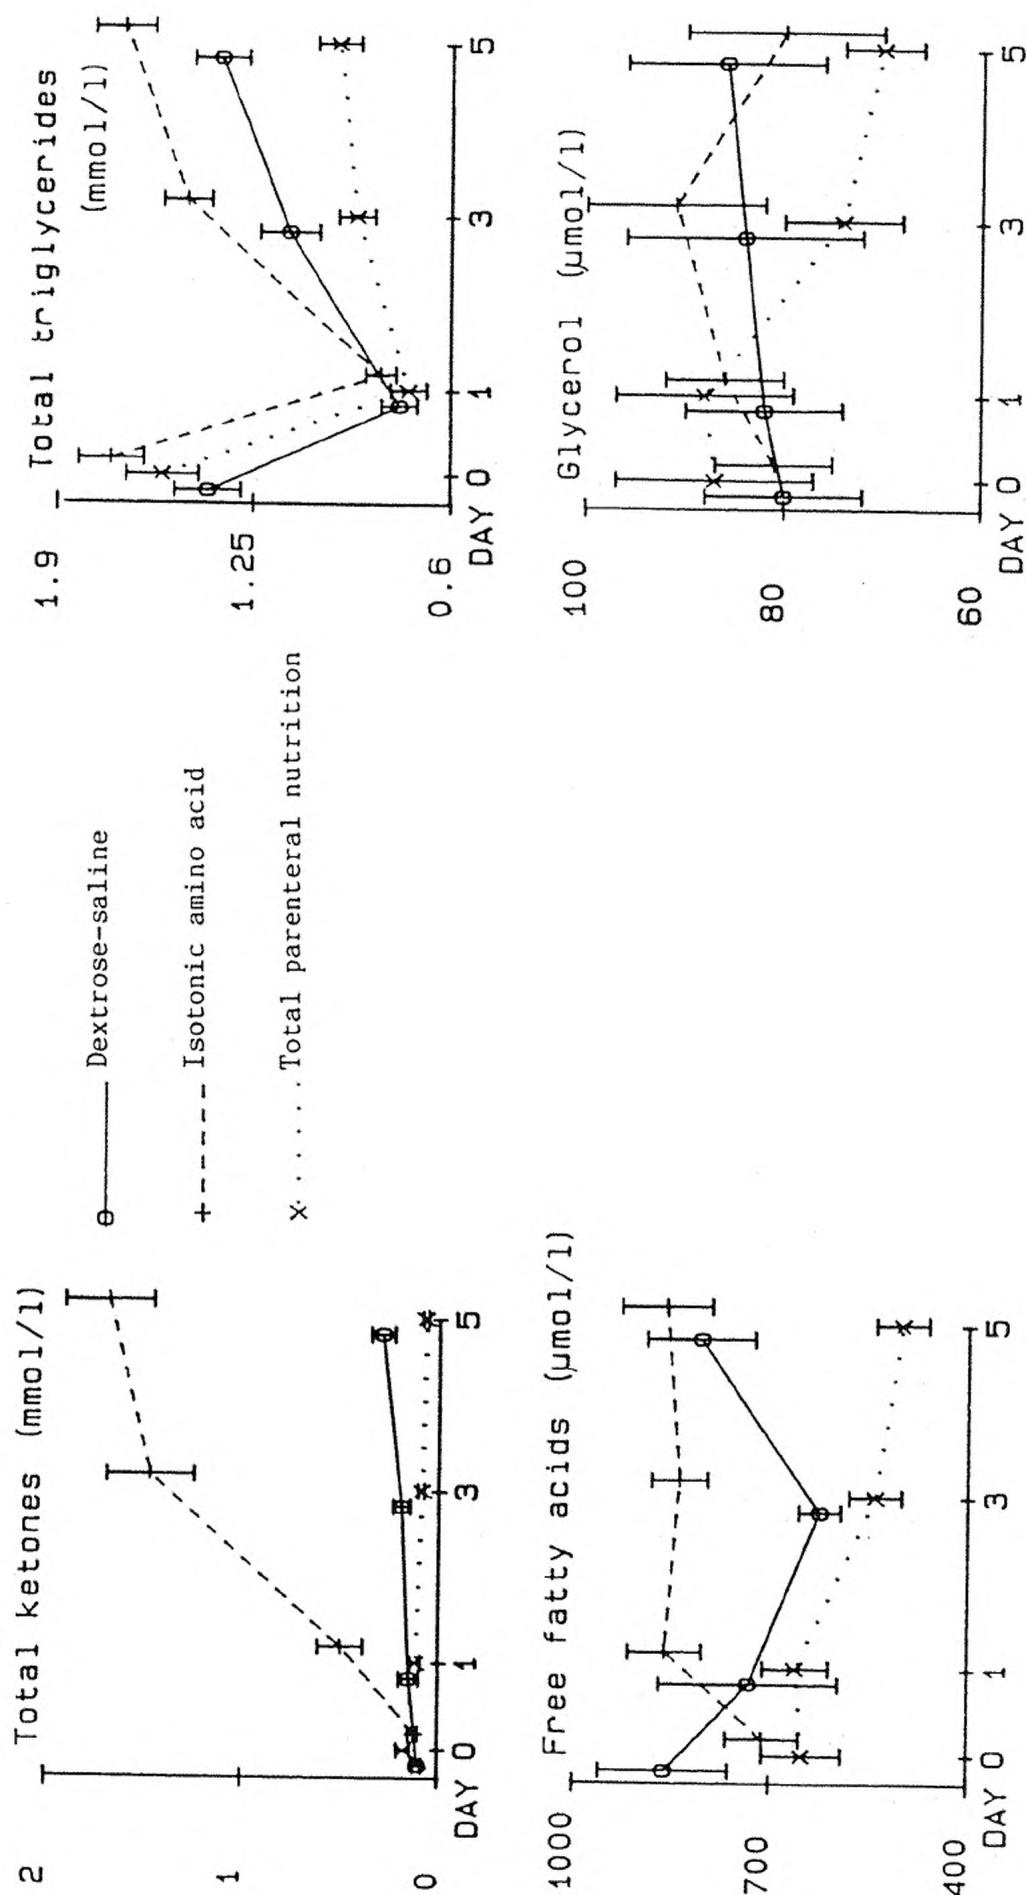 Total ketones (mmol/l)
2
1
0
DAY 0 1 3 5
Dextrose-saline
Isotonic amino acid
Total parenteral nutrition
Total triglycerides
(mmol/l)
1.9
1.25
0.6
DAY 0 1 3 5
Free fatty acids (μmol/l)
1000
700
400
DAY 0 1 3 5
Glycerol (μmol/l)
100
80
60
DAY 0 1 3 5